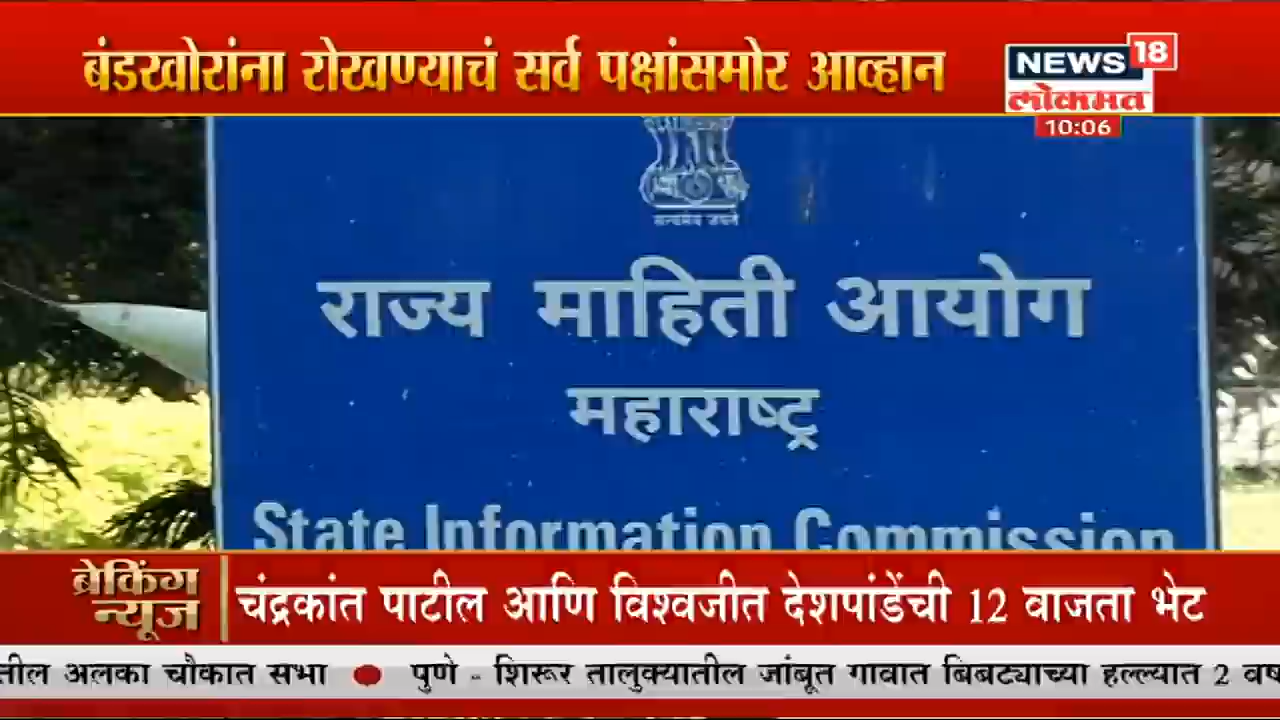 बंडखोरांना रोखण्याचं सर्व पक्षांसमोर आव्हान
NEWS 18
लोकमत
10:06
सत्यमेव जयते
राज्य माहिती आयोग
महाराष्ट्र
State Information Commission
ब्रेकिंग न्यूज
चंद्रकांत पाटील आणि विश्वजीत देशपांडेंची 12 वाजता भेट
तील अलका चौकात सभा ● पुणे - शिरूर तालुक्यातील जांबूत गावात बिबट्याच्या हल्ल्यात 2 वर्ष